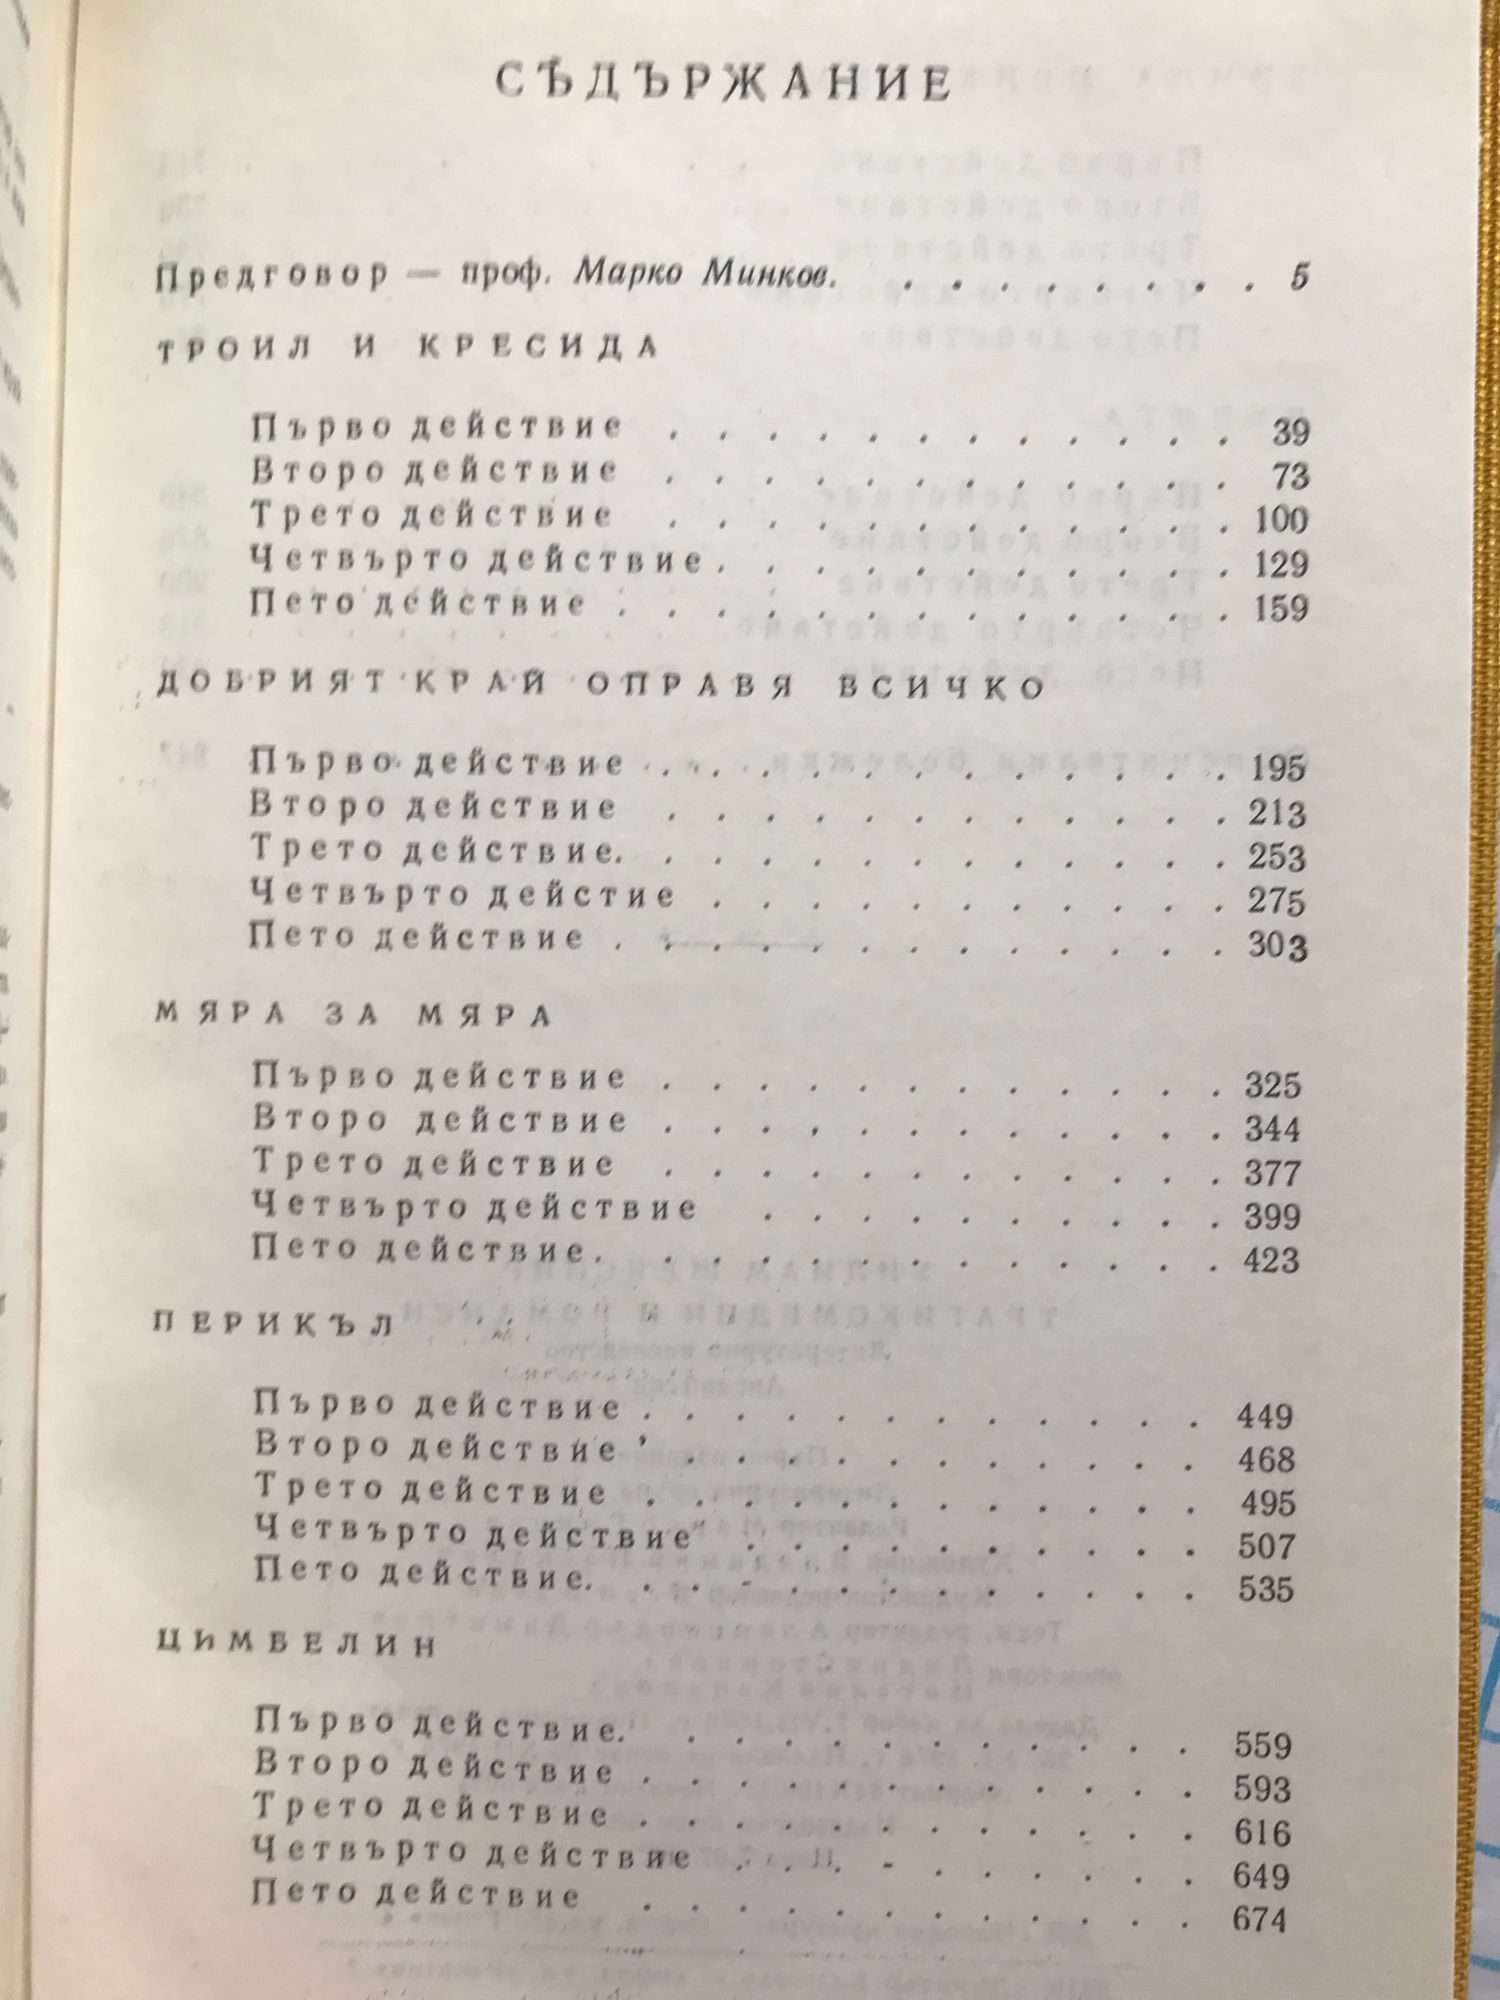 СЪДЪРЖАНИЕ
Предговор — проф. Марко Минков. . . . . . . . . 5
ТРОИЛ И КРЕСИДА
Първо действие . . . . . . . . . . . . 39
Второ действие . . . . . . . . . . . . 73
Трето действие . . . . . . . . . . . . 100
Четвърто действие . . . . . . . . . . . 129
Пето действие . . . . . . . . . . . . . 159
ДОБРИЯТ КРАЙ ОПРАВЯ ВСИЧКО
Първо действие . . . . . . . . . . . . 195
Второ действие . . . . . . . . . . . . 213
Трето действие. . . . . . . . . . . . . 253
Четвърто дейстие . . . . . . . . . . . 275
Пето действие . . . . . . . . . . . . . 303
МЯРА ЗА МЯРА
Първо действие . . . . . . . . . . . . 325
Второ действие . . . . . . . . . . . . 344
Трето действие . . . . . . . . . . . . 377
Четвърто действие . . . . . . . . . . 399
Пето действие. . . . . . . . . . . . . 423
ПЕРИКЪЛ
Първо действие . . . . . . . . . . . . 449
Второ действие . . . . . . . . . . . 468
Трето действие . . . . . . . . . . . . 495
Четвърто действие . . . . . . . . . . 507
Пето действие. . . . . . . . . . . . . 535
ЦИМБЕЛИН
Първо действие. . . . . . . . . . . . 559
Второ действие . . . . . . . . . . . . 593
Трето действие . . . . . . . . . . . . 616
Четвърто действие . . . . . . . . . . 649
Пето действие . . . . . . . . . . . . 674